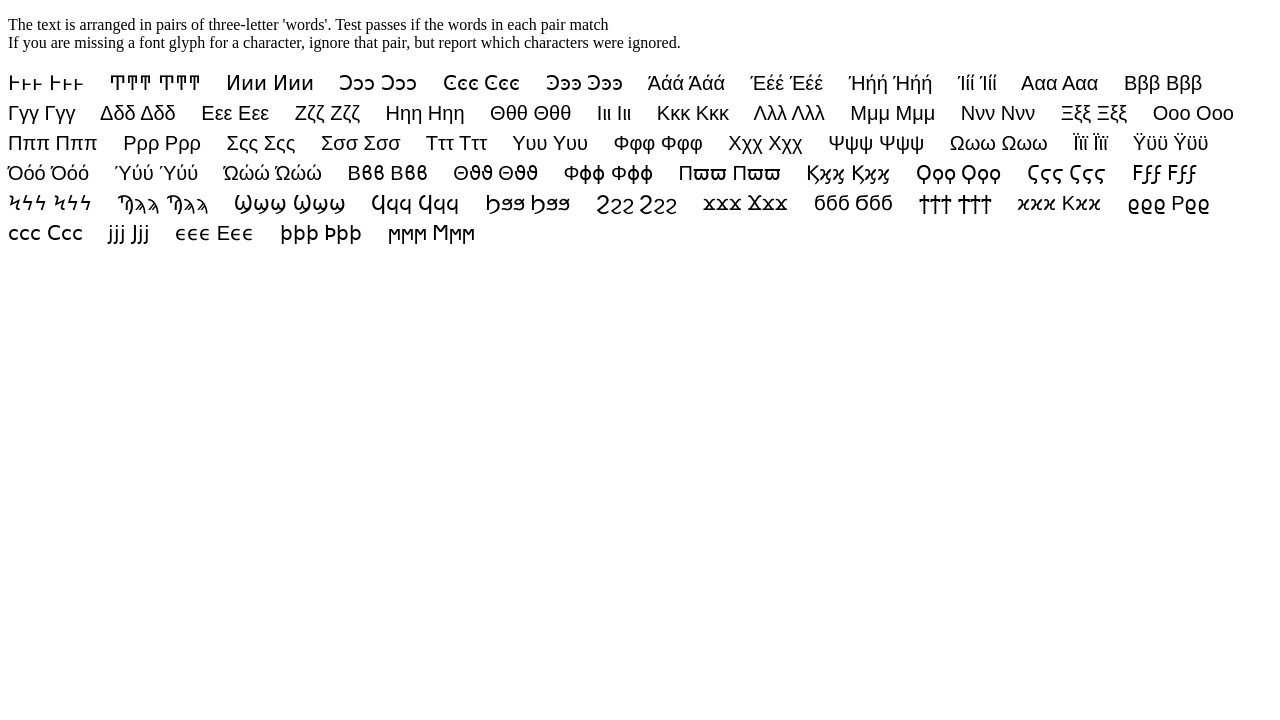 The text is arranged in pairs of three-letter 'words'. Test passes if the words in each pair match
If you are missing a font glyph for a character, ignore that pair, but report which characters were ignored.
Ͱͱͱ Ͱͱͱ Ͳͳͳ Ͳͳͳ Ͷͷͷ Ͷͷͷ Ͻͻͻ Ͻͻͻ Ͼͼͼ Ͼͼͼ Ͽͽͽ Ͽͽͽ Άάά Άάά Έέέ Έέέ Ήήή Ήήή Ίίί Ίίί Ααα Ααα Βββ Βββ
Γγγ Γγγ Δδδ Δδδ Εεε Εεε Ζζζ Ζζζ Ηηη Ηηη Θθθ Θθθ Ιιι Ιιι Κκκ Κκκ Λλλ Λλλ Μμμ Μμμ Ννν Ννν Ξξξ Ξξξ Οοο Οοο
Πππ Πππ Ρρρ Ρρρ Σςς Σςς Σσσ Σσσ Τττ Τττ Υυυ Υυυ Φφφ Φφφ Χχχ Χχχ Ψψψ Ψψψ Ωωω Ωωω Ϊϊϊ Ϊϊϊ Ϋϋϋ Ϋϋϋ
Όόό Όόό Ύύύ Ύύύ Ώώώ Ώώώ Βϐϐ Βϐϐ Θϑϑ Θϑϑ Φϕϕ Φϕϕ Πϖϖ Πϖϖ Ϗϗϗ Ϗϗϗ Ϙϙϙ Ϙϙϙ Ϛϛϛ Ϛϛϛ Ϝϝϝ Ϝϝϝ
Ϟϟϟ Ϟϟϟ Ϡϡϡ Ϡϡϡ Ϣϣϣ Ϣϣϣ Ϥϥϥ Ϥϥϥ Ϧϧϧ Ϧϧϧ Ϩϩϩ Ϩϩϩ ϫϫϫ Ϫϫϫ ϭϭϭ Ϭϭϭ ϯϯϯ Ϯϯϯ ϰϰϰ Κϰϰ ϱϱϱ Ρϱϱ
ϲϲϲ Ϲϲϲ ϳϳϳ Ϳϳϳ ϵϵϵ Εϵϵ ϸϸϸ Ϸϸϸ ϻϻϻ Ϻϻϻ